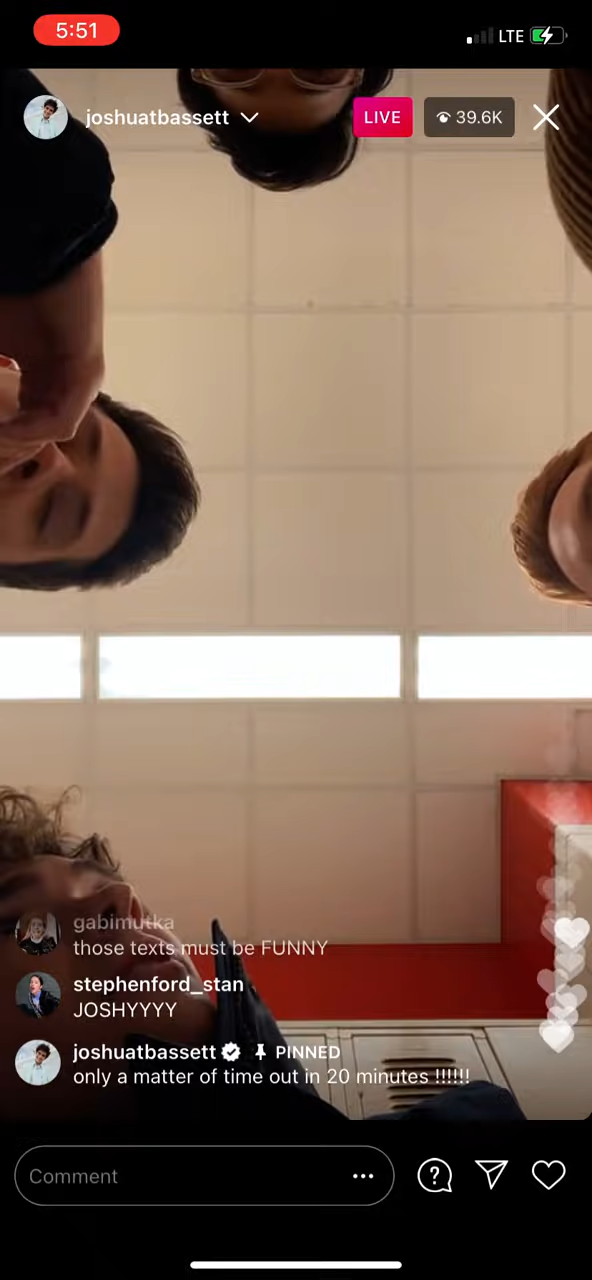 5:51
LTE
joshuatbassett
LIVE
39.6K
gabimutka
those texts must be FUNNY
stephenford_stan
JOSHYYYY
joshuatbassett PINNED
only a matter of time out in 20 minutes !!!!!!
Comment